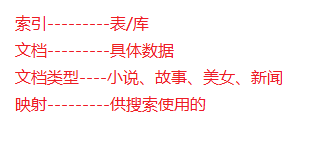 索引---------表/库
文档---------具体数据
文档类型----小说、故事、美女、新闻
映射---------供搜索使用的